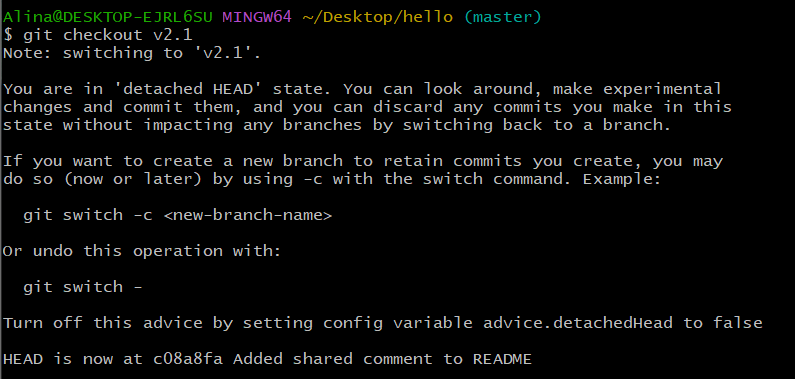 Alina@DESKTOP-EJRL6SU MINGW64 ~/Desktop/hello (master)
$ git checkout v2.1
Note: switching to 'v2.1'.

You are in 'detached HEAD' state. You can look around, make experimental
changes and commit them, and you can discard any commits you make in this
state without impacting any branches by switching back to a branch.

If you want to create a new branch to retain commits you create, you may
do so (now or later) by using -c with the switch command. Example:

  git switch -c <new-branch-name>

Or undo this operation with:

  git switch -

Turn off this advice by setting config variable advice.detachedHead to false

HEAD is now at c08a8fa Added shared comment to README